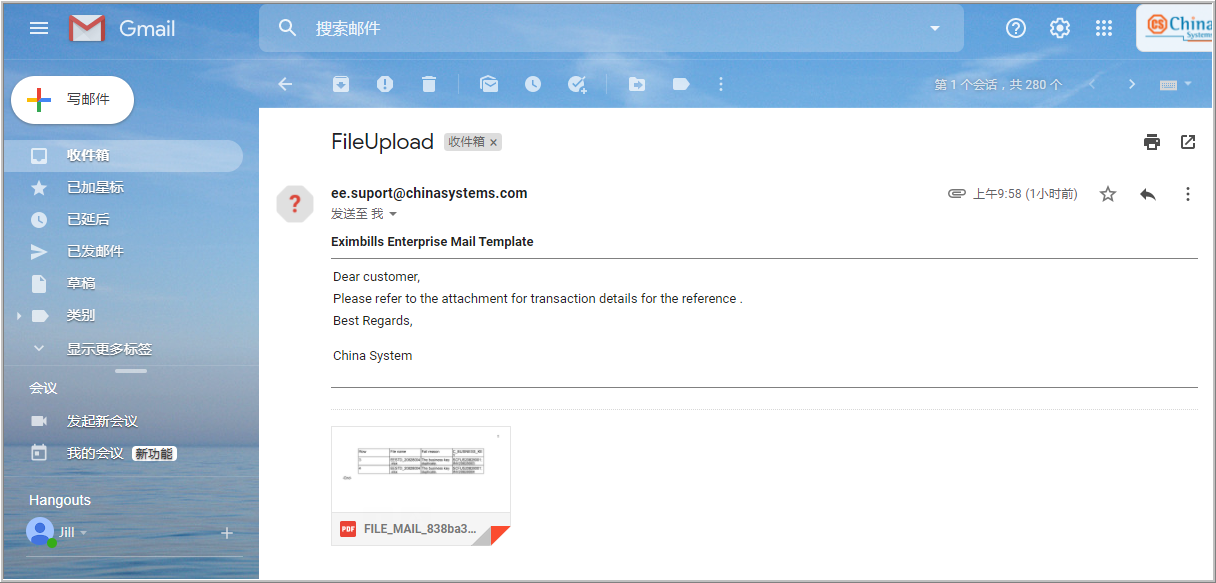 Gmail
搜索邮件
CS China
Systems
写邮件
第 1 个会话，共 280 个
收件箱
已加星标
已延后
已发邮件
草稿
类别
显示更多标签
会议
发起新会议
我的会议 新功能
Hangouts
Jill
FileUpload 收件箱 ×
ee.suport@chinasystems.com
上午9:58 (1小时前)
发送至 我
Eximbills Enterprise Mail Template
Dear customer,
Please refer to the attachment for transaction details for the reference .
Best Regards,
China System
PDF FILE_MAIL_838ba3...